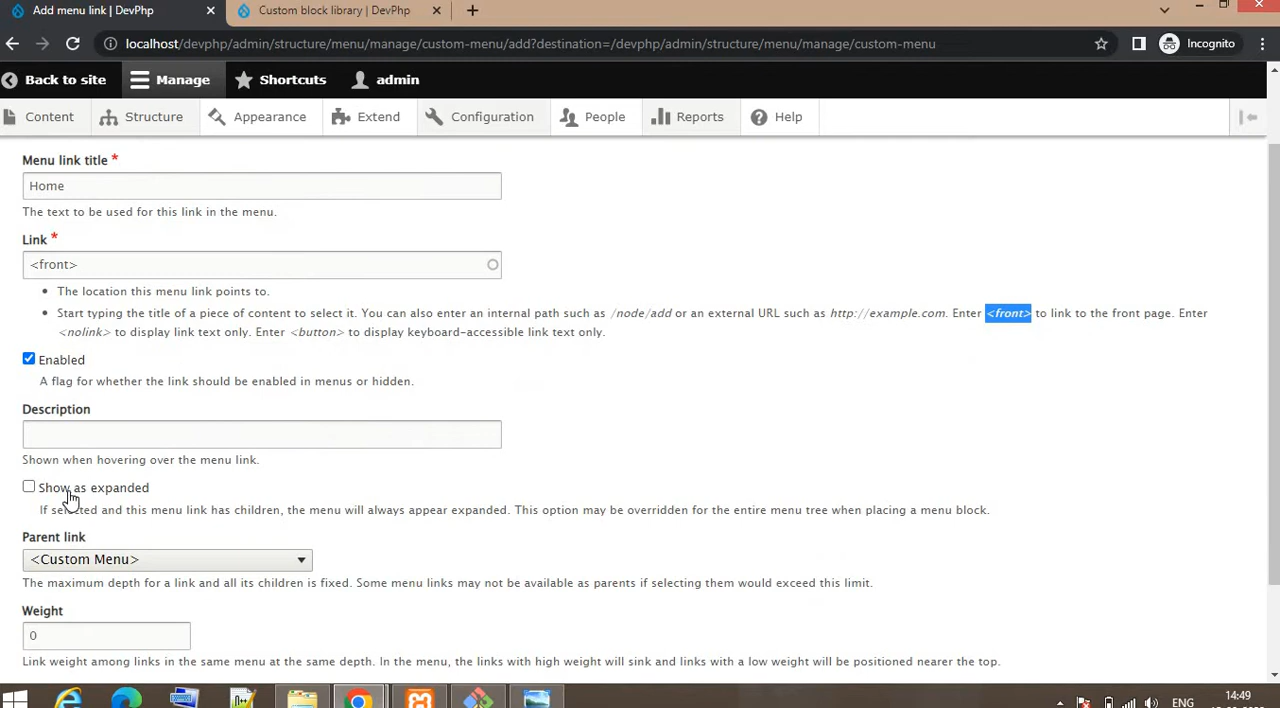 Add menu link | DevPhp
Custom block library | DevPhp
localhost/devphp/admin/structure/menu/manage/custom-menu/add?destination=/devphp/admin/structure/menu/manage/custom-menu
Incognito
Back to site
Manage
Shortcuts
admin
Content
Structure
Appearance
Extend
Configuration
People
Reports
Help
Menu link title *
Home
The text to be used for this link in the menu.
Link *
<front>
• The location this menu link points to.
• Start typing the title of a piece of content to select it. You can also enter an internal path such as /node/add or an external URL such as http://example.com. Enter <front> to link to the front page. Enter
<nolink> to display link text only. Enter <button> to display keyboard-accessible link text only.
Enabled
A flag for whether the link should be enabled in menus or hidden.
Description
Shown when hovering over the menu link.
Show as expanded
If selected and this menu link has children, the menu will always appear expanded. This option may be overridden for the entire menu tree when placing a menu block.
Parent link
<Custom Menu>
The maximum depth for a link and all its children is fixed. Some menu links may not be available as parents if selecting them would exceed this limit.
Weight
0
Link weight among links in the same menu at the same depth. In the menu, the links with high weight will sink and links with a low weight will be positioned nearer the top.
ENG
14:49